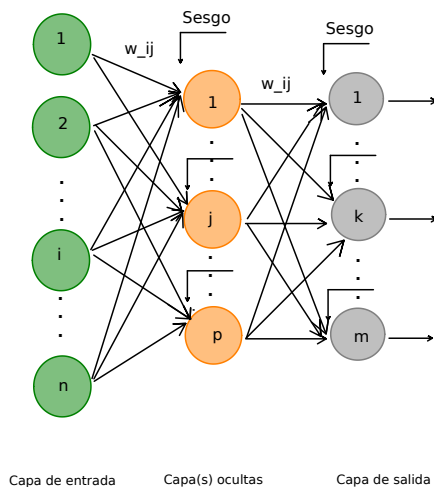 Sesgo
Sesgo
1
w_ij
w_ij
1
1
2
j
k
i
p
m
n
Capa de entrada
Capa(s) ocultas
Capa de salida